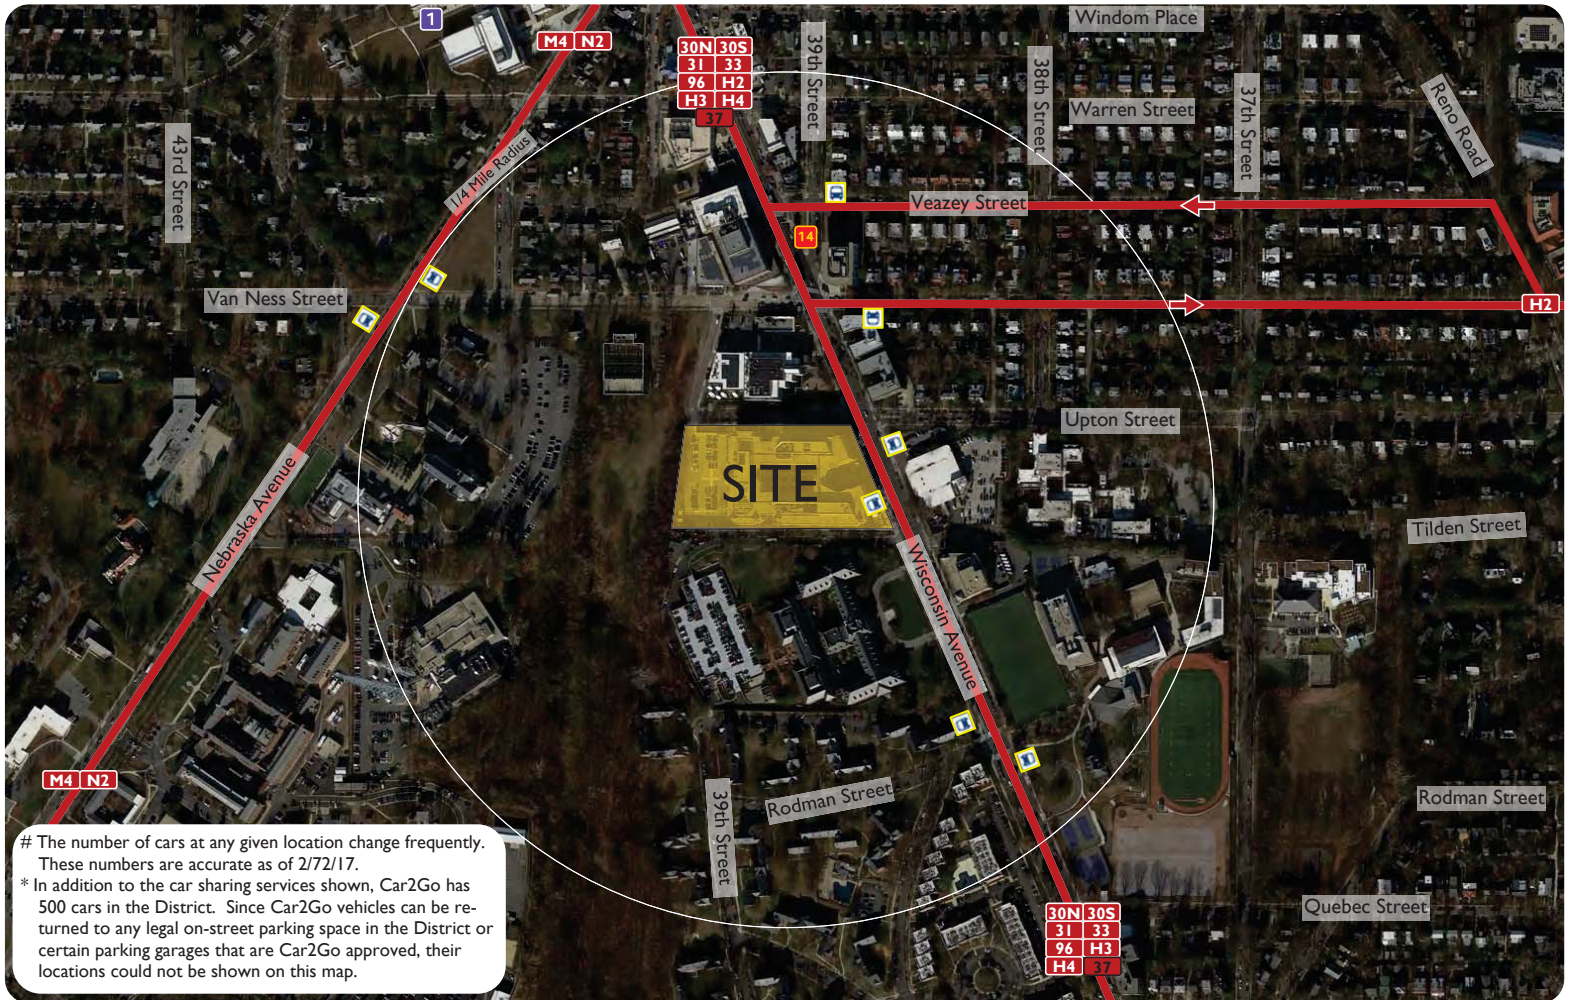 1
Windom Place
M4 N2
30N 30S
31 33
96 H2
H3 H4
37
39th Street
38th Street
Warren Street
37th Street
Reno Road
43rd Street
1/4 Mile Radius
Veazey Street
14
Van Ness Street
H2
Upton Street
SITE
Nebraska Avenue
Tilden Street
Wisconsin Avenue
M4 N2
39th Street
Rodman Street
Rodman Street
# The number of cars at any given location change frequently.
These numbers are accurate as of 2/72/17.
* In addition to the car sharing services shown, Car2Go has
500 cars in the District. Since Car2Go vehicles can be re-
turned to any legal on-street parking space in the District or
certain parking garages that are Car2Go approved, their
locations could not be shown on this map.
Quebec Street
30N 30S
31 33
96 H3
H4 37